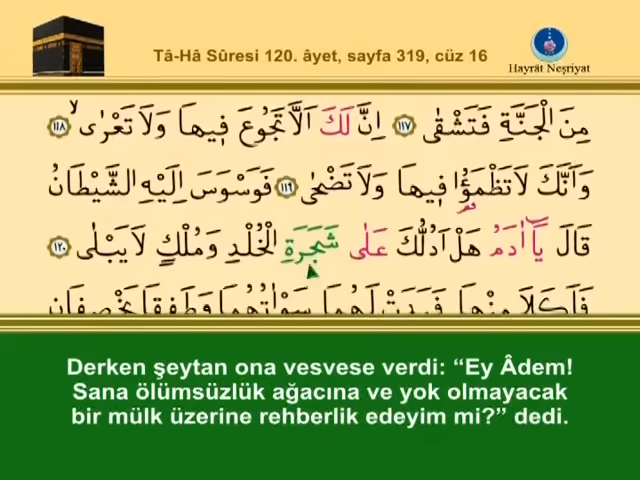 Tâ-Hâ Sûresi 120. âyet, sayfa 319, cüz 16
Hayrât Neşriyat
مِنَ الْجَنَّةِ فَتَشْقٰى ﴿١١٧﴾ اِنَّ لَكَ اَلَّا تَجُوعَ ف۪يهَا وَلَا تَعْرٰىۙ ﴿١١٨﴾
وَاَنَّكَ لَا تَظْمَؤُ۬ا ف۪يهَا وَلَا تَضْحٰى ﴿١١٩﴾ فَوَسْوَسَ اِلَيْهِ الشَّيْطَانُ
قَالَ يَٓا اٰدَمُ هَلْ اَدُلُّكَ عَلٰى شَجَرَةِ الْخُلْدِ وَمُلْكٍ لَا يَبْلٰى ﴿١٢٠﴾
فَاَكَلَا مِنْهَا فَبَدَتْ لَهُمَا سَوْاٰتُهُمَا وَطَفِقَا يَخْصِفَانِ
Derken şeytan ona vesvese verdi: “Ey Âdem!
Sana ölümsüzlük ağacına ve yok olmayacak
bir mülk üzerine rehberlik edeyim mi?” dedi.